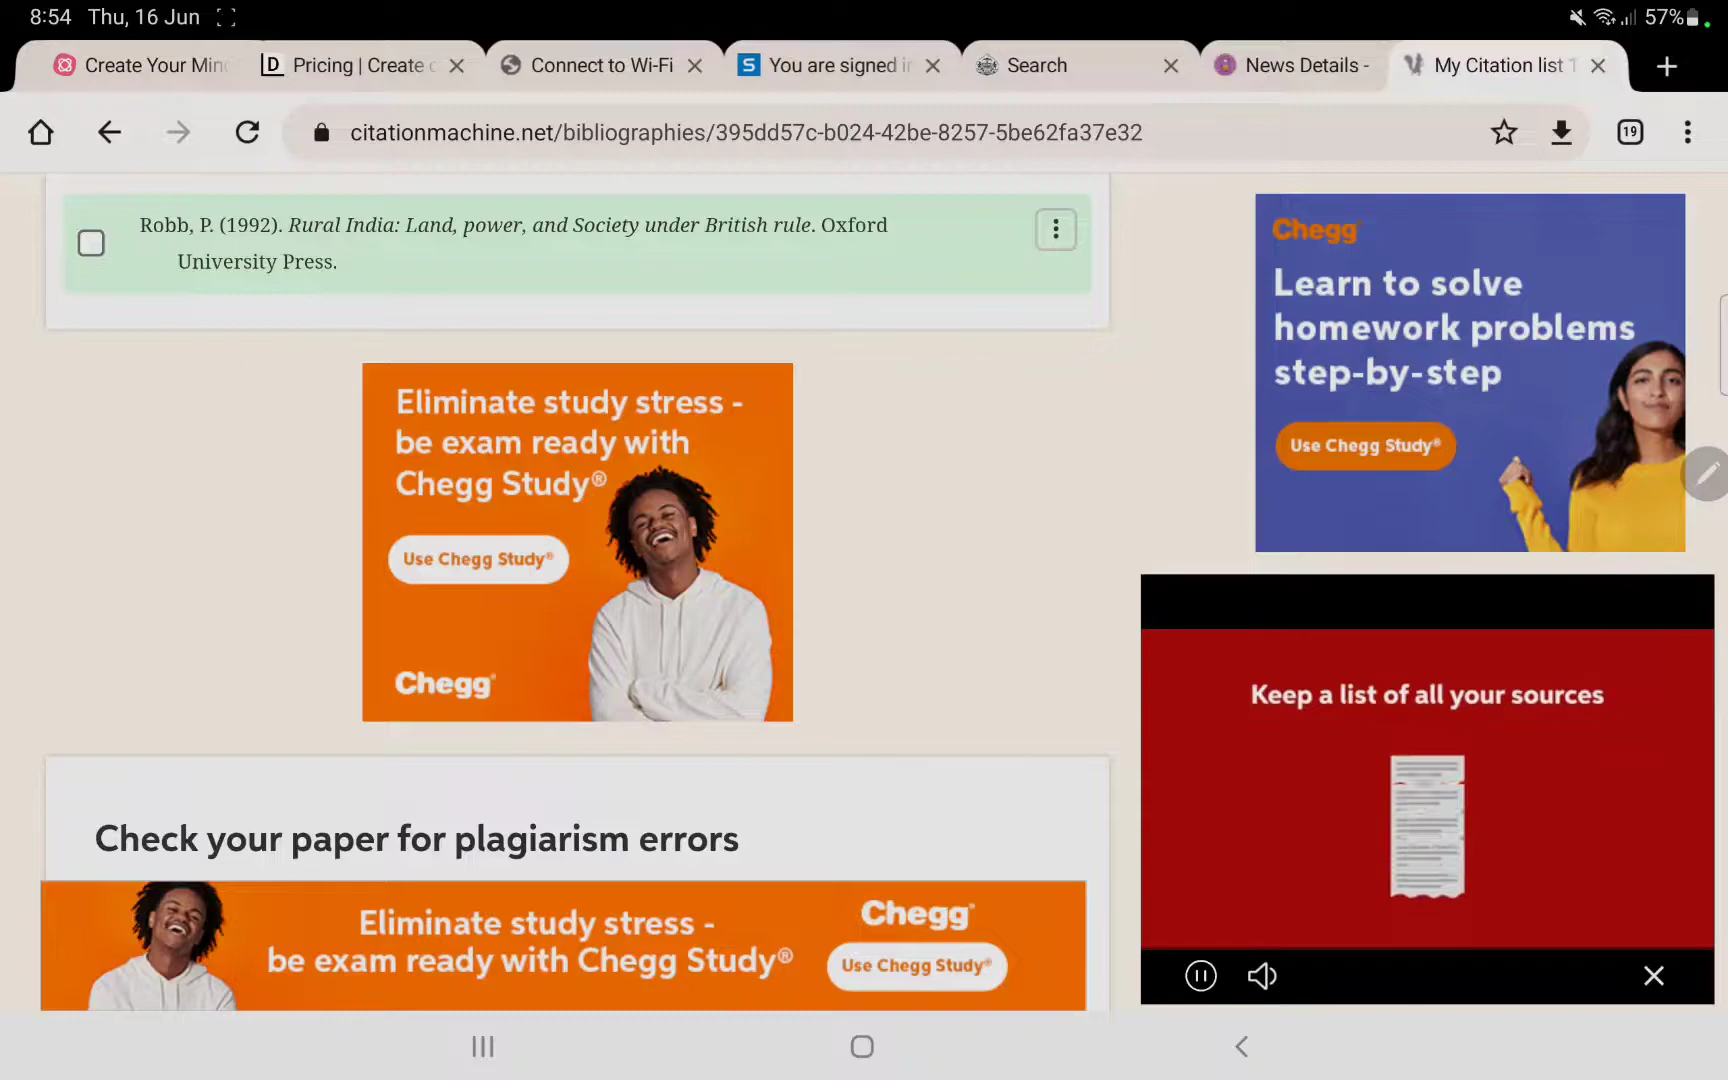 8:54 Thu, 16 Jun 57%
Create Your Min
Pricing | Create c
Connect to Wi-Fi
You are signed in
Search
News Details -
My Citation list 1
citationmachine.net/bibliographies/395dd57c-b024-42be-8257-5be62fa37e32
19
Robb, P. (1992). Rural India: Land, power, and Society under British rule. Oxford
University Press.
Chegg
Learn to solve
homework problems
step-by-step
Use Chegg Study®
Eliminate study stress -
be exam ready with
Chegg Study®
Use Chegg Study®
Chegg
Keep a list of all your sources
Check your paper for plagiarism errors
Eliminate study stress -
be exam ready with Chegg Study®
Chegg
Use Chegg Study®